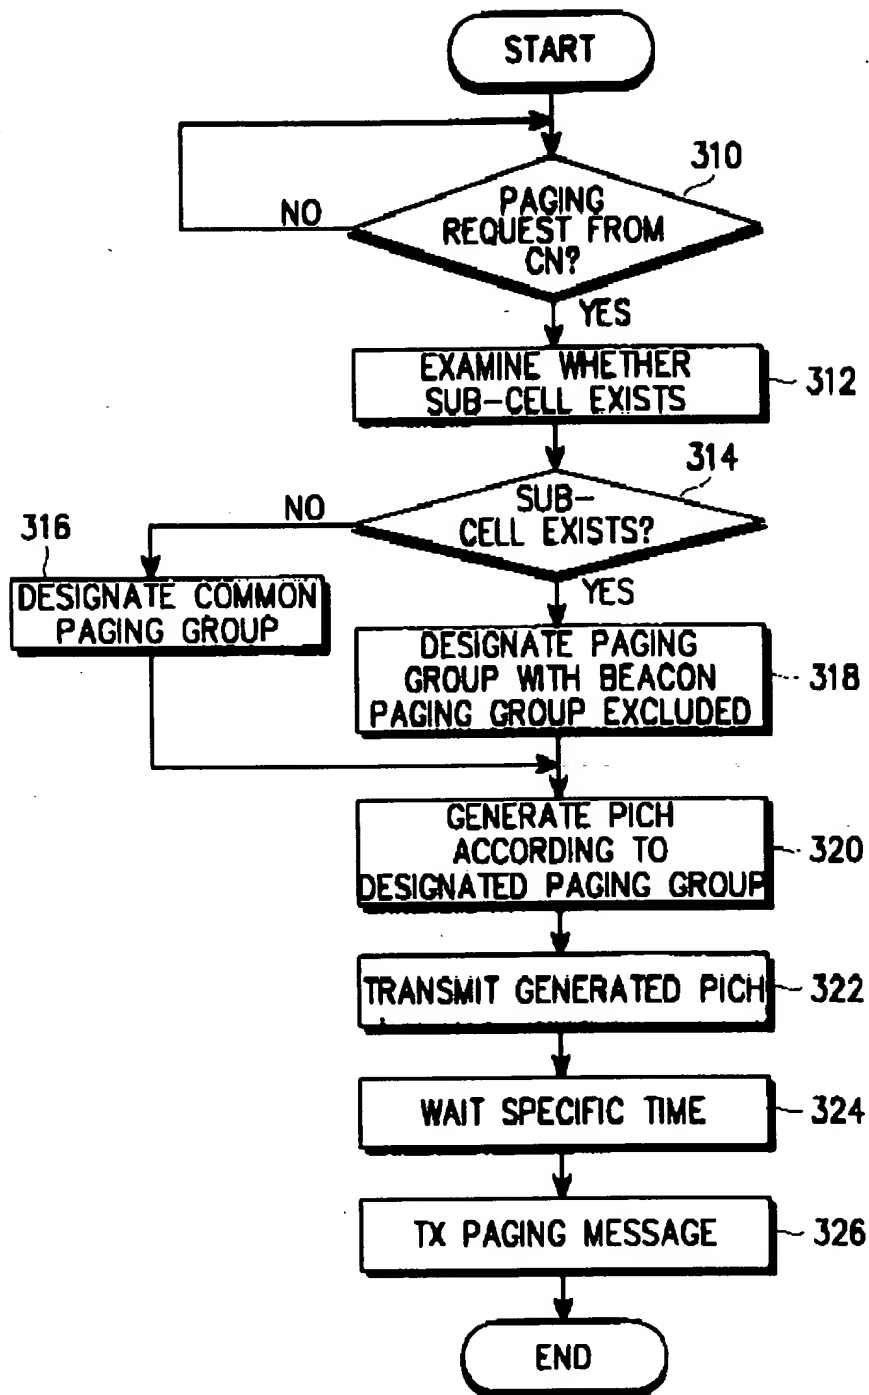 START
310
PAGING
REQUEST FROM
CN?
NO
YES
EXAMINE WHETHER
SUB-CELL EXISTS
312
314
SUB-
CELL EXISTS?
NO
YES
316
DESIGNATE COMMON
PAGING GROUP
DESIGNATE PAGING
GROUP WITH BEACON
PAGING GROUP EXCLUDED
318
GENERATE PICH
ACCORDING TO
DESIGNATED PAGING GROUP
320
TRANSMIT GENERATED PICH
322
WAIT SPECIFIC TIME
324
TX PAGING MESSAGE
326
END